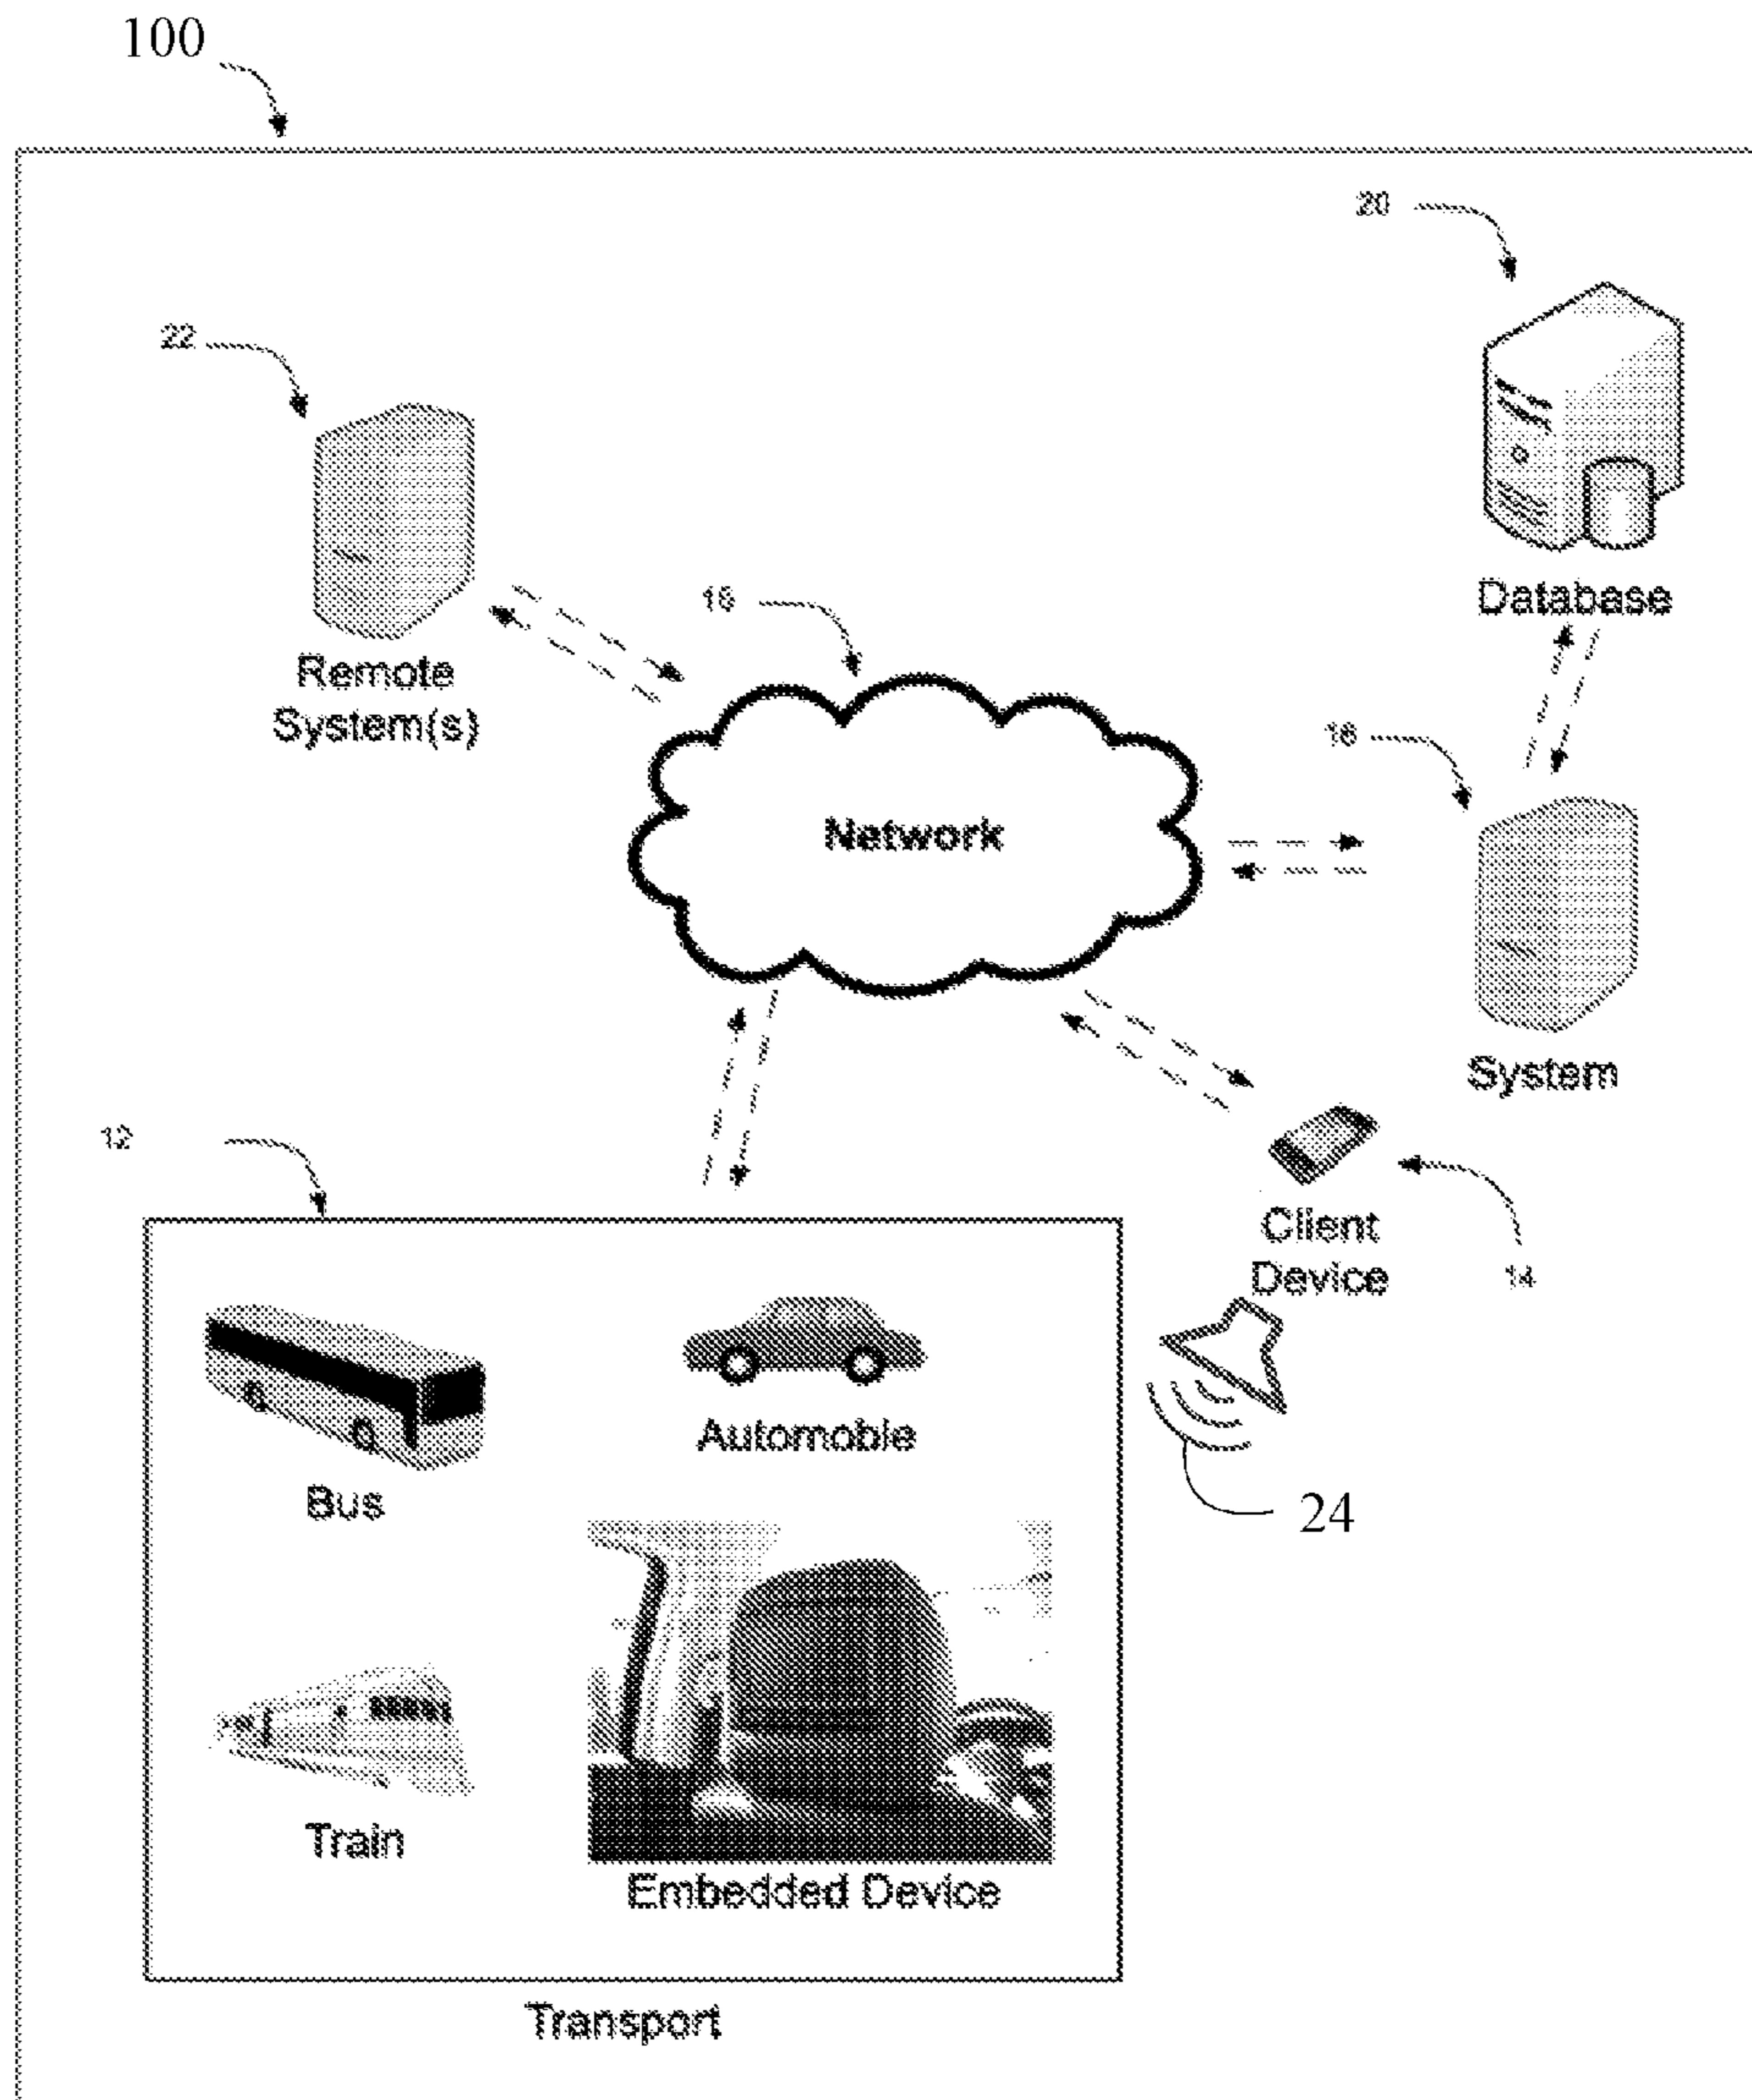 100
20
22
Database
18
Remote
System(s)
16
Network
System
12
Client
Device
14
Automobie
Bus
24
Train
Embedded Device
Transport